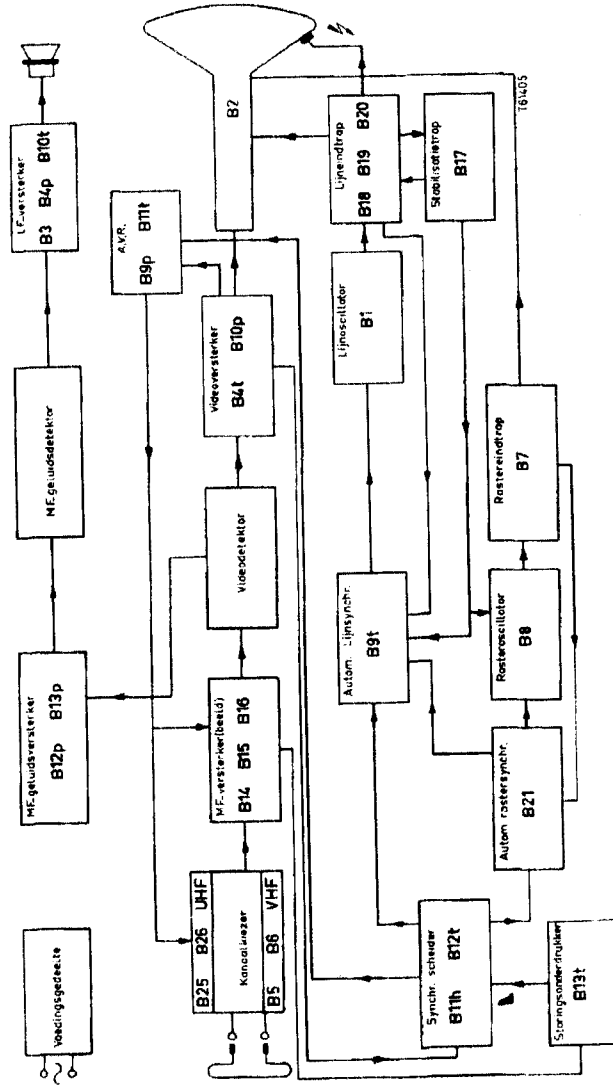 Voedingsgedeelte
M.F. geluidsversterker
B12p B13p
M.F. geluidsdetektor
L.F. versterker
B3 B4p B10t
B25 B26 UHF
Kanaalkiezer
B5 B6 VHF
M.F. versterker (beeld)
B14 B15 B16
Videodetektor
Videoversterker
B4t B10p
A.V.R.
B9p B11t
B2
Synchr. scheider
B11h B12t
Autom. Lijnsynchr.
B9t
Lijnoscillator
B1
Lijneindtrap
B18 B19 B20
Stabilisatietrap
B17
Storingsonderdrukker
B13t
Autom. rastersynchr.
B21
Rasteroscillator
B8
Rastereindtrap
B7
T61405